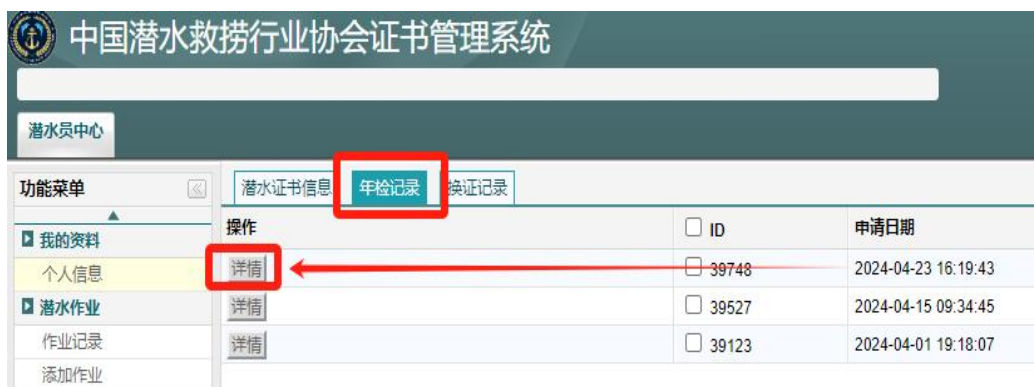 中国潜水救捞行业协会证书管理系统
潜水员中心
功能菜单
潜水证书信息 年检记录 换证记录
操作 ID 申请日期
我的资料
详情 39748 2024-04-23 16:19:43
个人信息
详情 39527 2024-04-15 09:34:45
潜水作业
详情 39123 2024-04-01 19:18:07
作业记录
添加作业